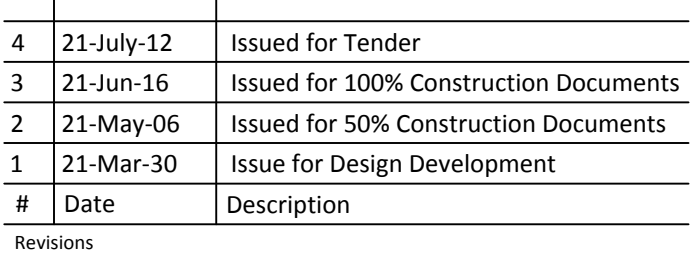 4 21-July-12 Issued for Tender
3 21-Jun-16 Issued for 100% Construction Documents
2 21-May-06 Issued for 50% Construction Documents
1 21-Mar-30 Issue for Design Development
# Date Description
Revisions